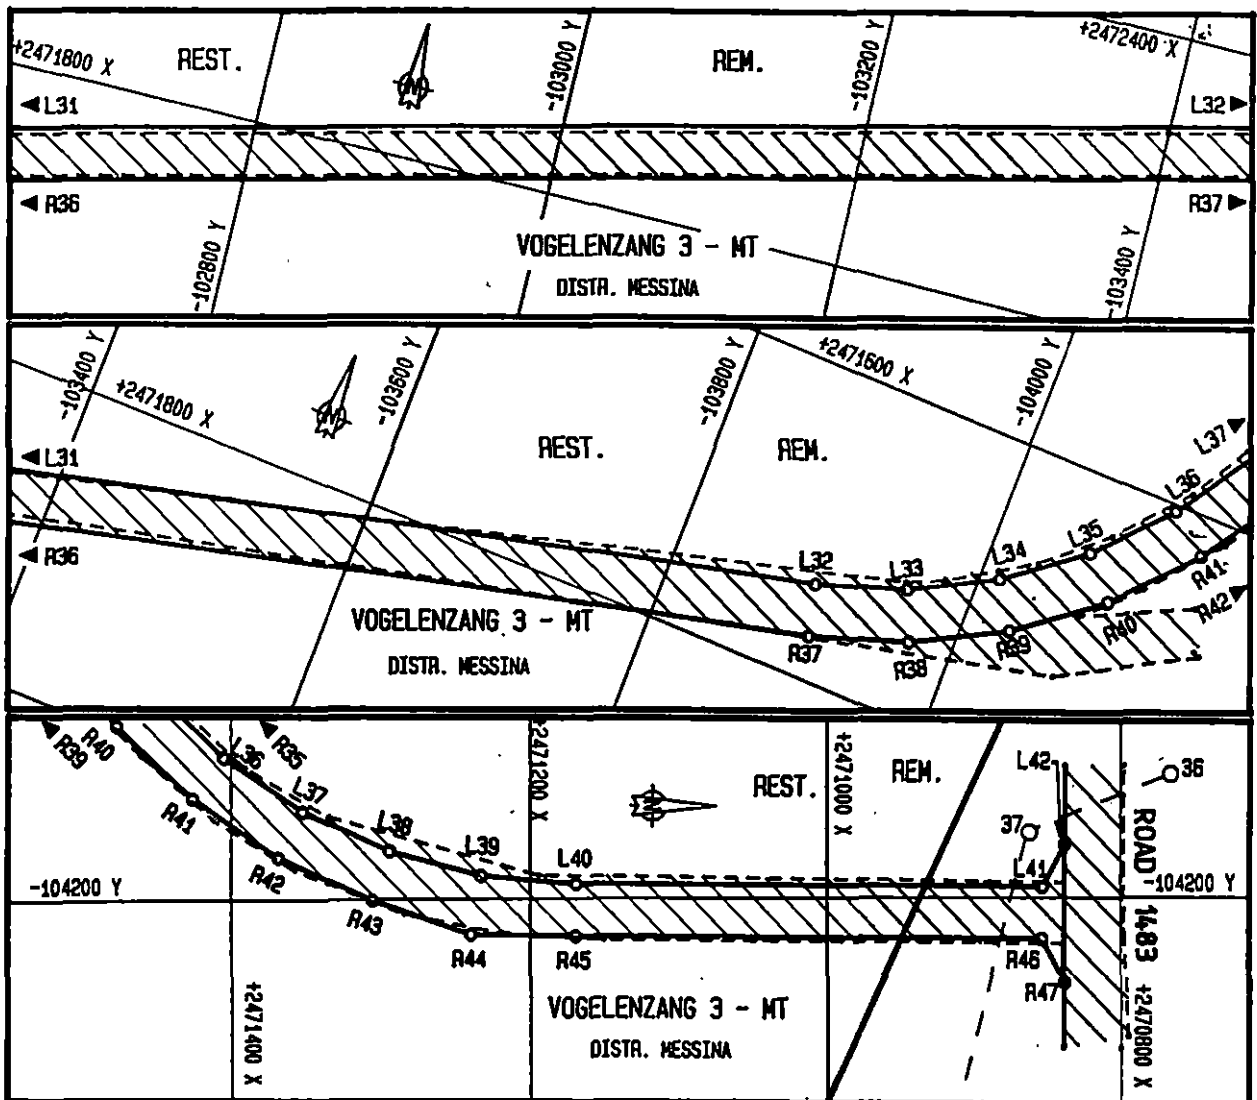 +2471800 X
REST.
-103000 Y
REM.
-103200 Y
+2472400 X
N
L31
L32
R36
R37
VOGELENZANG 3 - MT
DISTR. MESSINA
-102800 Y
-103400 Y
-103400 Y
+2471800 X
N
-103600 Y
REST.
-103800 Y
REM.
+2471600 X
-104000 Y
L37
L31
L36
L35
L34
L33
L32
R36
R41
R42
R40
R39
R38
R37
VOGELENZANG 3 - MT
DISTR. MESSINA
R39
R40
L36
R35
L37
L38
L39
L40
+2471200 X
N
REST.
+2471000 X
REM.
L42
36
37
L41
ROAD 1483
R41
R42
-104200 Y
-104200 Y
R43
R44
R45
R46
R47
+2471400 X
VOGELENZANG 3 - MT
DISTR. MESSINA
+2470800 X